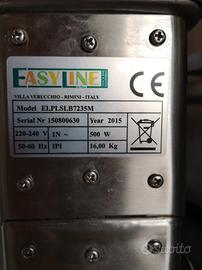 EASYLINE
VILLA VERUCCHIO - RIMINI - ITALY
CE
Model ELPLSLB7235M
Serial Nr 150800630 Year 2015
220-240 V 1N ~ 500 W
50-60 Hz IPI 16,00 Kg
subito